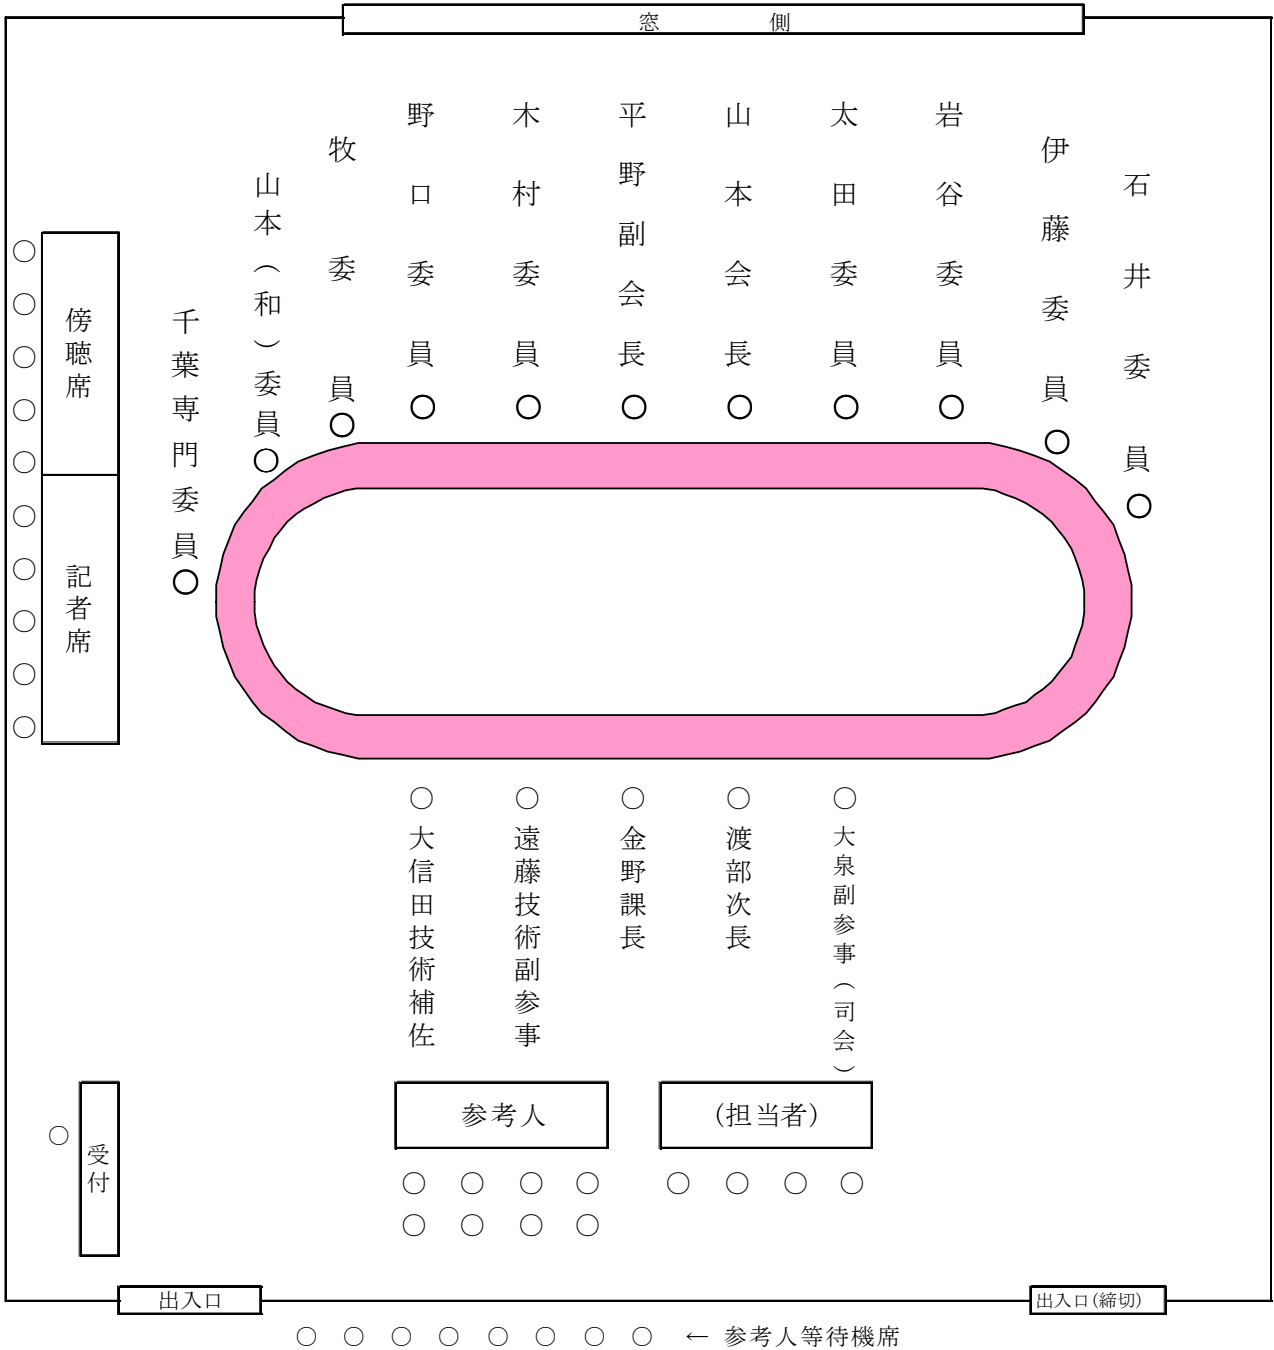 窓側
千葉専門委員
山本（和）委員
牧委員
野口委員
木村委員
平野副会長
山本会長
太田委員
岩谷委員
伊藤委員
石井委員
傍聴席
記者席
大信田技術補佐
遠藤技術副参事
金野課長
渡部次長
大泉副参事（司会）
参考人
(担当者)
受付
出入口
出入口(締切)
← 参考人等待機席